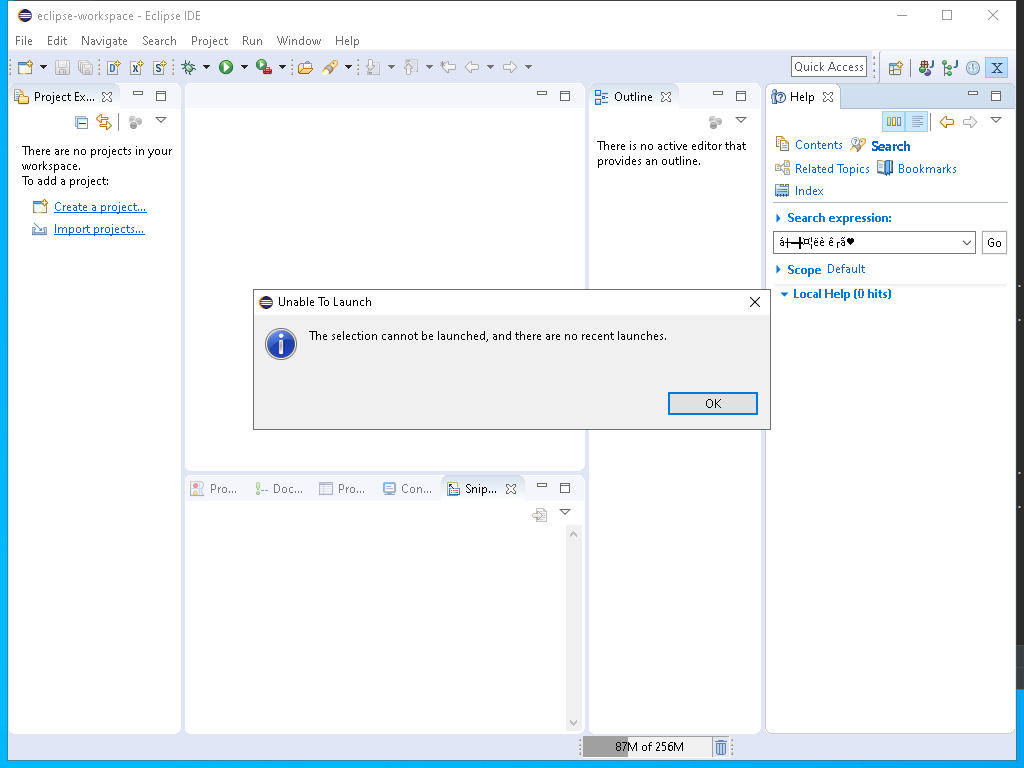 eclipse-workspace - Eclipse IDE
File Edit Navigate Search Project Run Window Help
Quick Access
Project Ex...
There are no projects in your
workspace.
To add a project:
Create a project...
Import projects...
Outline
There is no active editor that
provides an outline.
Help
Contents Search
Related Topics Bookmarks
Index
Search expression:
Go
Scope Default
Local Help (0 hits)
Unable To Launch
The selection cannot be launched, and there are no recent launches.
OK
Pro... Doc... Pro... Con... Snip...
87M of 256M